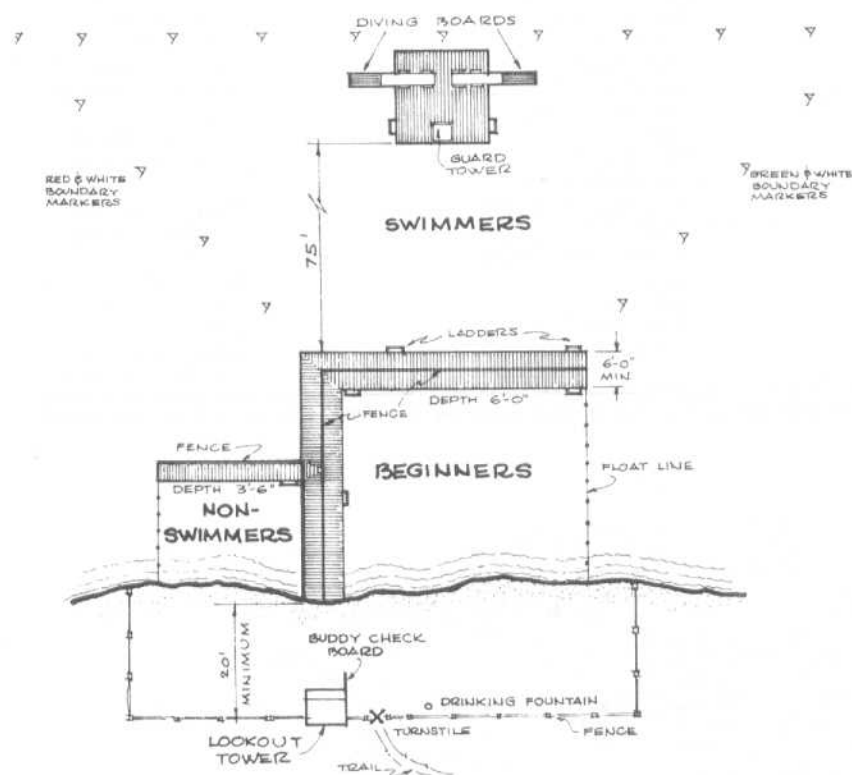 DIVING BOARDS
GUARD
TOWER
RED & WHITE
BOUNDARY
MARKERS
GREEN & WHITE
BOUNDARY
MARKERS
SWIMMERS
75'
LADDERS
6'-0"
MIN
FENCE
DEPTH 6'-0"
FENCE
BEGINNERS
FLOAT LINE
DEPTH 3'-6"
NON-
SWIMMERS
20'
MINIMUM
BUDDY CHECK
BOARD
DRINKING FOUNTAIN
TURNSTILE
FENCE
LOOKOUT
TOWER
TRAIL